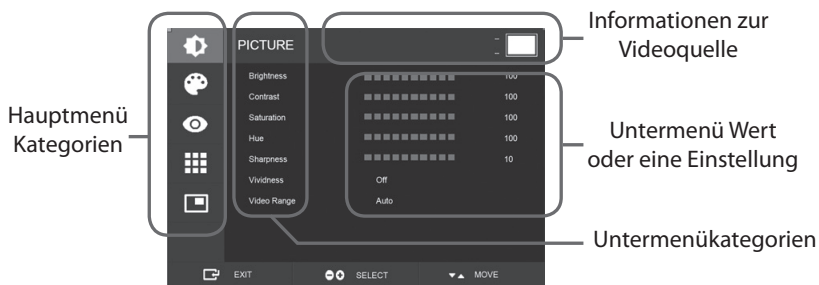 Informationen zur
Videoquelle
PICTURE
Hauptmenü
Kategorien
Brightness 100
Contrast 100
Saturation 100
Hue 100
Sharpness 10
Vividness Off
Video Range Auto
Untermenü Wert
oder eine Einstellung
Untermenükategorien
EXIT SELECT MOVE